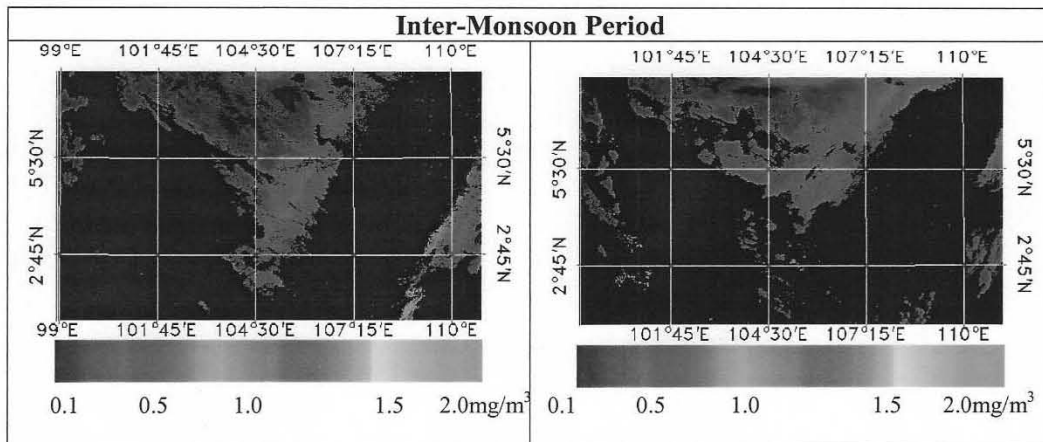 Inter-Monsoon Period
99°E 101°45′E 104°30′E 107°15′E 110°E
5°30′N 5°30′N
2°45′N 2°45′N
99°E 101°45′E 104°30′E 107°15′E 110°E
0.1 0.5 1.0 1.5 2.0mg/m³
101°45′E 104°30′E 107°15′E 110°E
5°30′N 5°30′N
2°45′N 2°45′N
101°45′E 104°30′E 107°15′E 110°E
0.1 0.5 1.0 1.5 2.0mg/m³